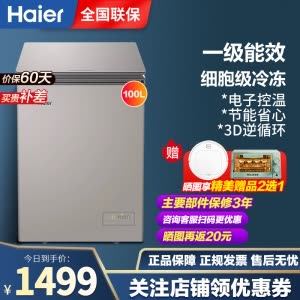 Haier 全国联保
价保60天
买贵补差
100L
一级能效
细胞级冷冻
*电子控温
*节能省心
*3D逆循环
赠
晒图享精美赠品2选1
主要部件保修3年
咨询客服扫码更优惠
晒图再返20元
今日到手价
¥1499
正品保障 正规发票 售后无忧
关注店铺领优惠券